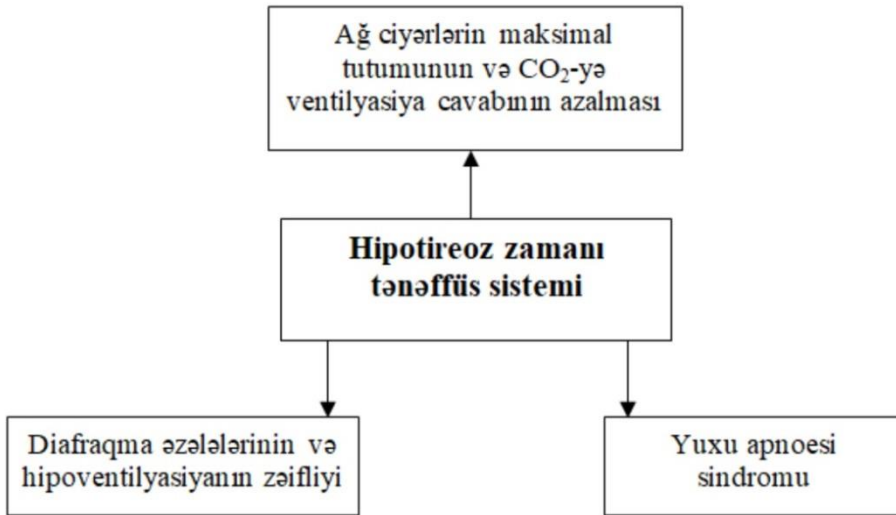 Ağ ciyərlərin maksimal
tutumunun və CO₂-yə
ventilyasiya cavabının azalması
Hipotireoz zamanı
tənəffüs sistemi
Diafraqma əzələlərinin və
hipoventilyasiyanın zəifliyi
Yuxu apnoesi
sindromu